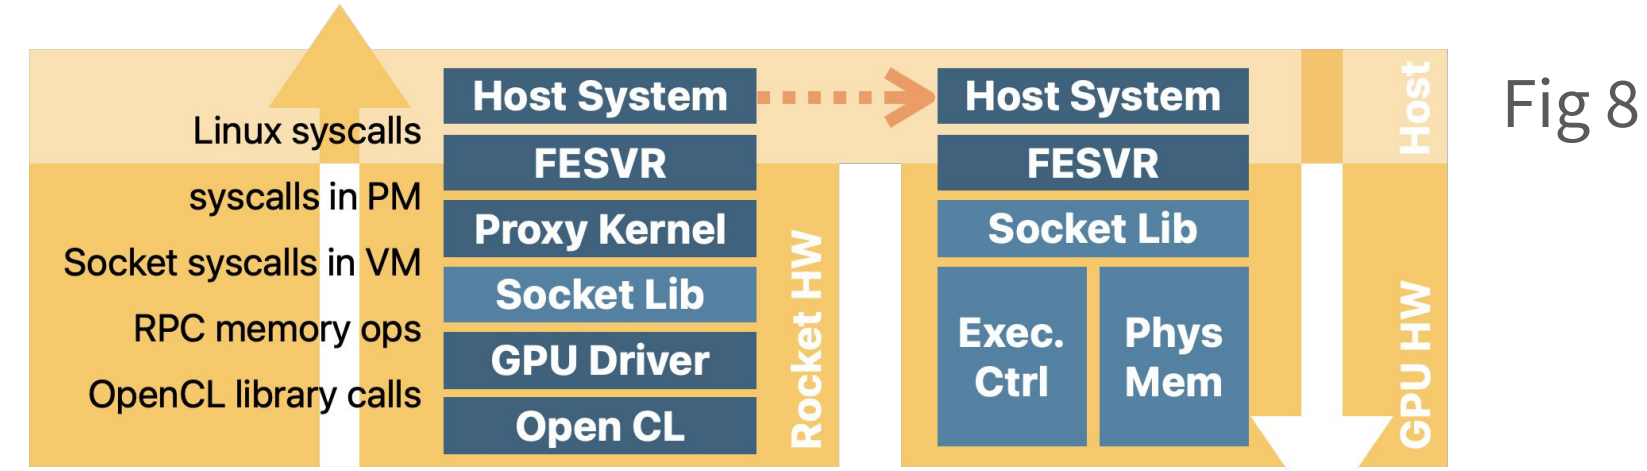 Linux syscalls
syscalls in PM
Socket syscalls in VM
RPC memory ops
OpenCL library calls
Host System
FESVR
Proxy Kernel
Socket Lib
GPU Driver
Open CL
Rocket HW
Host System
FESVR
Socket Lib
Exec.
Ctrl
Phys
Mem
Host
GPU HW
Fig 8